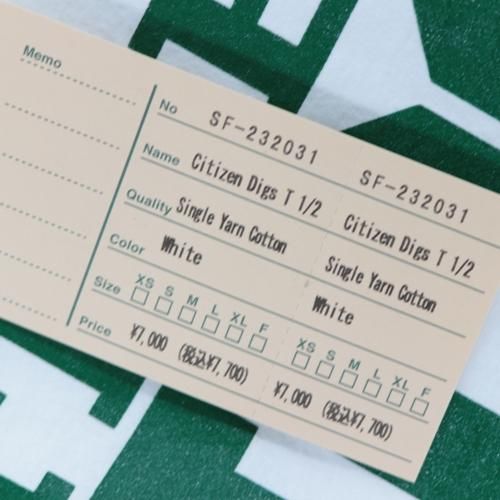 Memo
No SF-232031 SF-232031
Name Citizen Digs T 1/2 Citizen Digs T 1/2
Quality Single Yarn Cotton Single Yarn Cotton
Color White White
Size XS S M L XL F XS S M L XL F
Price ¥7,000 (税込¥7,700) ¥7,000 (税込¥7,700)